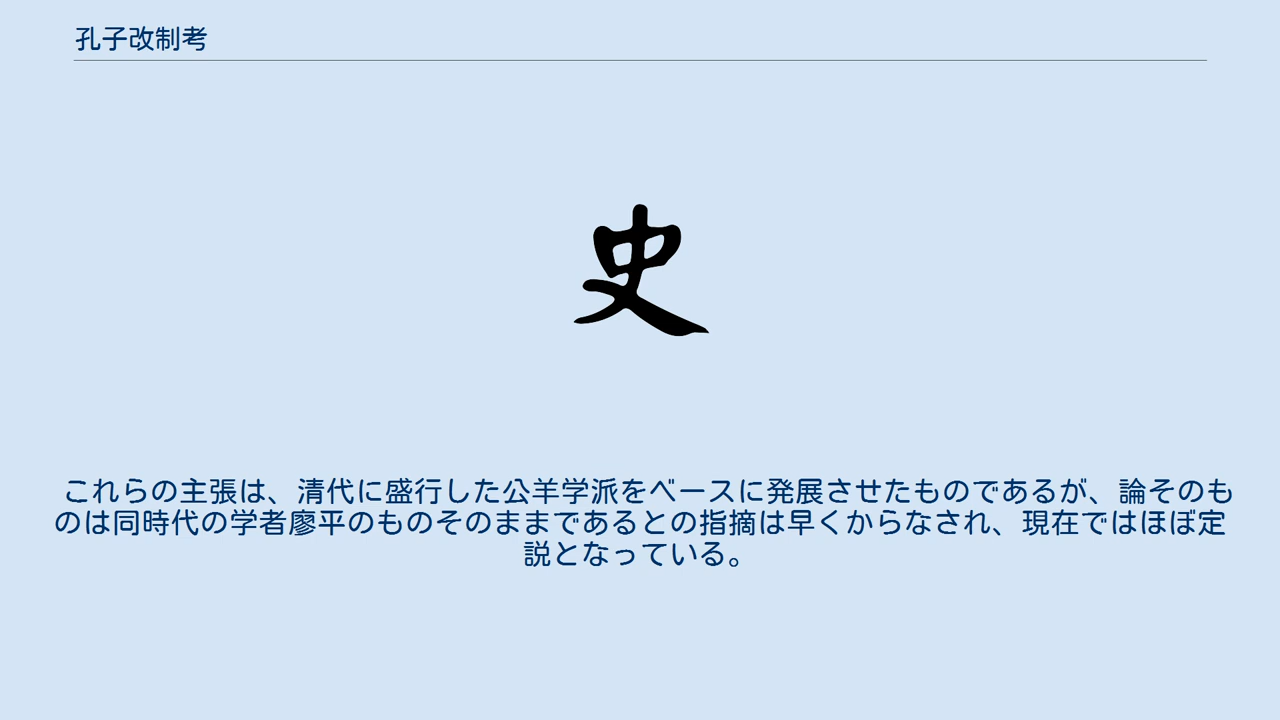 孔子改制考
史
これらの主張は、清代に盛行した公羊学派をベースに発展させたものであるが、論そのも
のは同時代の学者廖平のものそのままであるとの指摘は早くからなされ、現在ではほぼ定
説となっている。